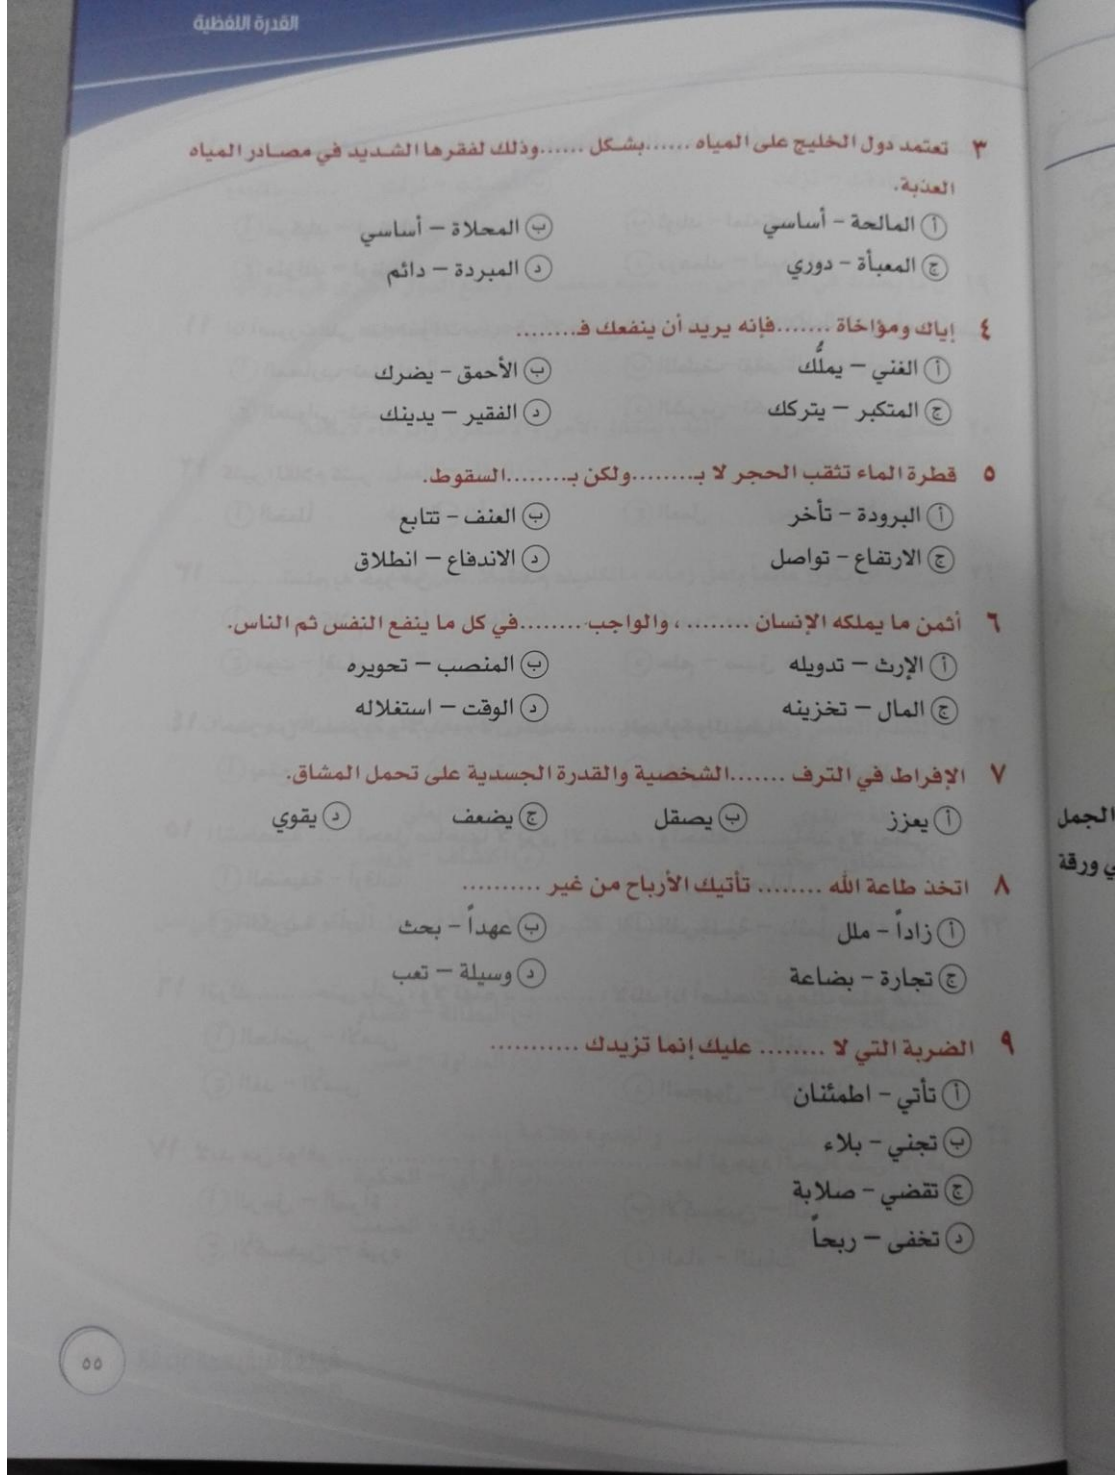 القدرة اللفظية
٣ تعتمد دول الخليج على المياه ......بشكل ......وذلك لفقرها الشديد في مصادر المياه
العذبة.
أ المالحة – أساسي ب المحلاة – أساسي
ج المعبأة – دوري د المبردة – دائم
٤ إياك ومؤاخاة .......فإنه يريد أن ينفعك فـ........
أ الغني – يملُّك ب الأحمق – يضرك
ج المتكبر – يتركك د الفقير – يدينك
٥ قطرة الماء تثقب الحجر لا بـ........ولكن بـ........السقوط.
أ البرودة – تأخر ب العنف – تتابع
ج الارتفاع – تواصل د الاندفاع – انطلاق
٦ أثمن ما يملكه الإنسان ........ ، والواجب ........في كل ما ينفع النفس ثم الناس.
أ الإرث – تدويله ب المنصب – تحويره
ج المال – تخزينه د الوقت – استغلاله
٧ الإفراط في الترف .......الشخصية والقدرة الجسدية على تحمل المشاق.
أ يعزز ب يصقل ج يضعف د يقوي
٨ اتخذ طاعة الله ........ تأتيك الأرباح من غير ..........
أ زاداً – ملل ب عهداً – بحث
ج تجارة – بضاعة د وسيلة – تعب
٩ الضربة التي لا ........ عليك إنما تزيدك ...........
أ تأتي – اطمئنان
ب تجني – بلاء
ج تقضي – صلابة
د تخفى – ربحاً
٥٥
الجمل
ي ورقة